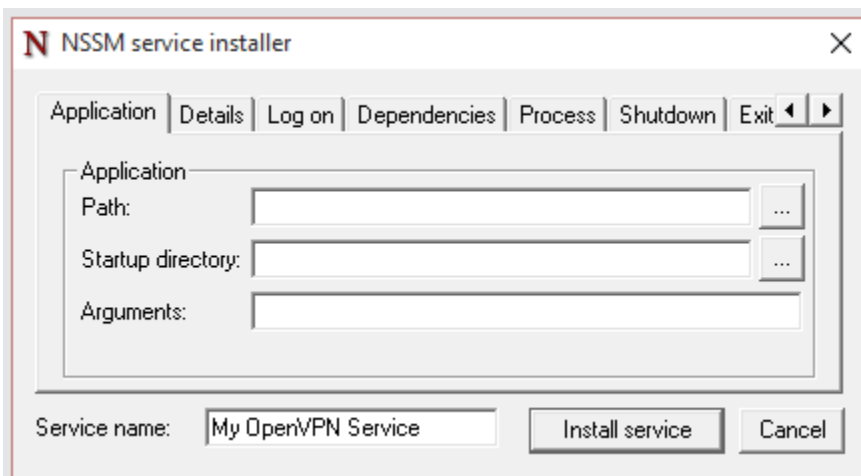 N NSSM service installer
Application Details Log on Dependencies Process Shutdown Exit
Application
Path:
...
Startup directory:
...
Arguments:
Service name: My OpenVPN Service Install service Cancel